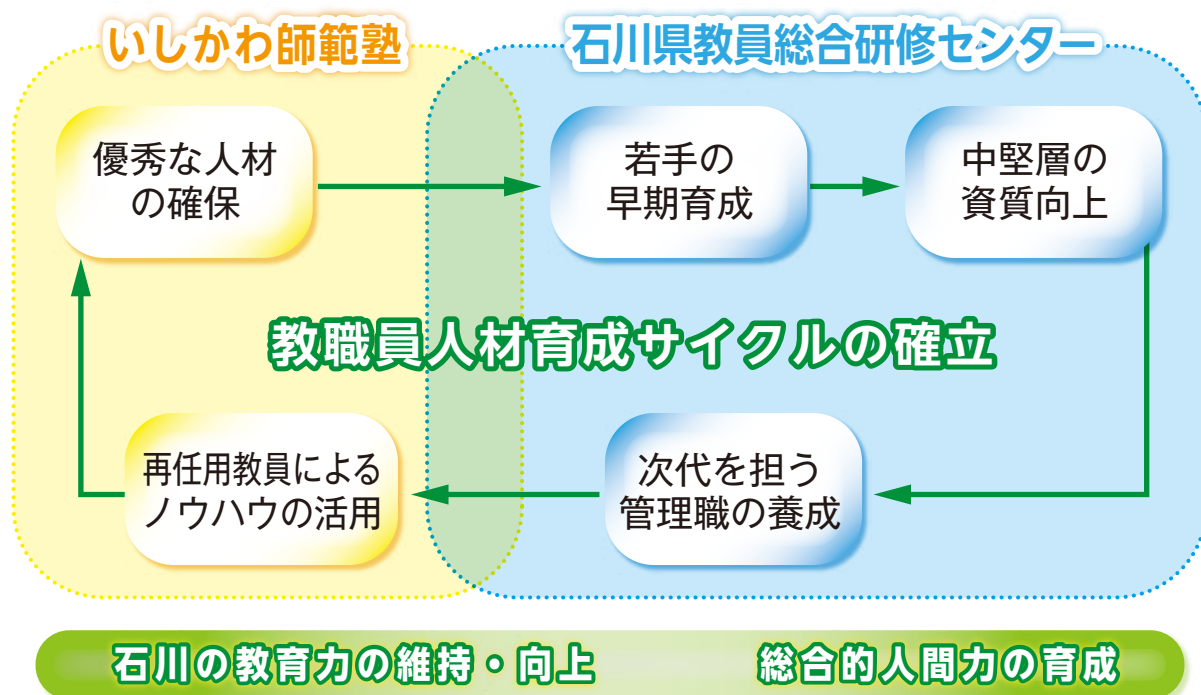 いしかわ師範塾
石川県教員総合研修センター
優秀な人材
の確保
若手の
早期育成
中堅層の
資質向上
教職員人材育成サイクルの確立
再任用教員による
ノウハウの活用
次代を担う
管理職の養成
石川の教育力の維持・向上
総合的人間力の育成